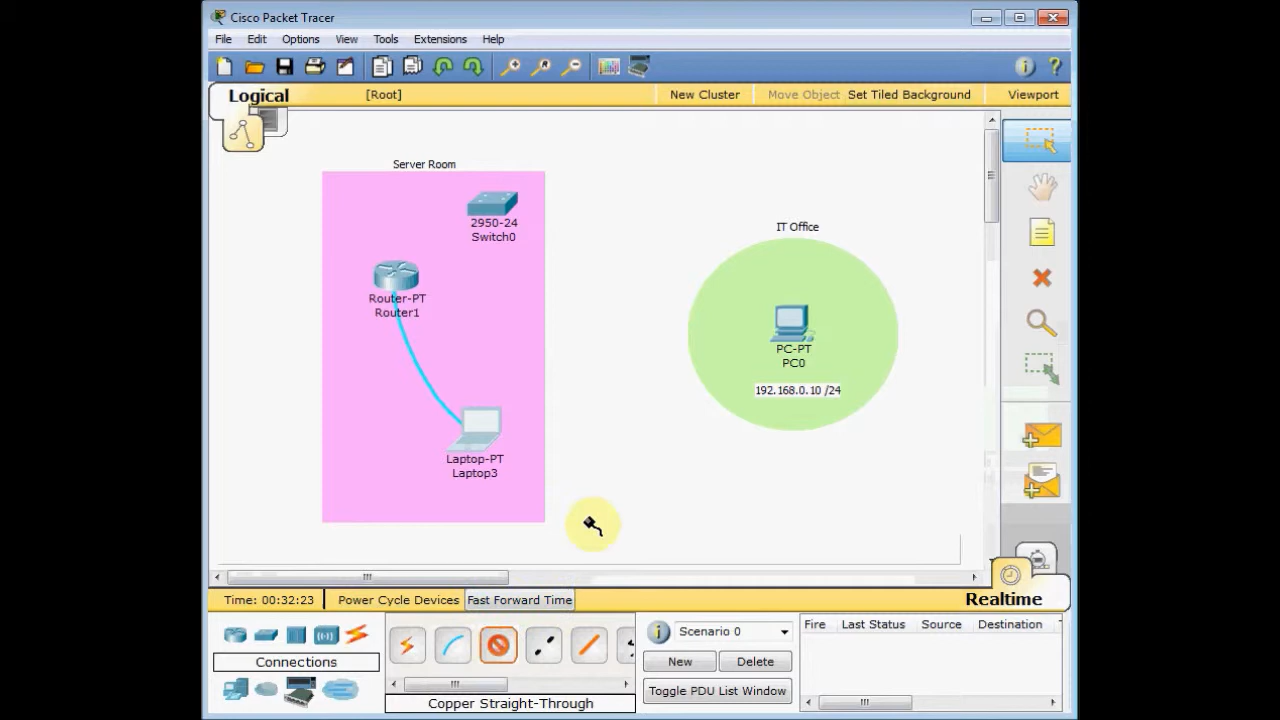 Cisco Packet Tracer
File Edit Options View Tools Extensions Help
Logical [Root] New Cluster Move Object Set Tiled Background Viewport
Server Room
2950-24
Switch0
Router-PT
Router1
Laptop-PT
Laptop3
IT Office
PC-PT
PC0
192.168.0.10 /24
Realtime
Time: 00:32:23 Power Cycle Devices Fast Forward Time
Connections
Copper Straight-Through
Scenario 0
New Delete
Toggle PDU List Window
Fire Last Status Source Destination